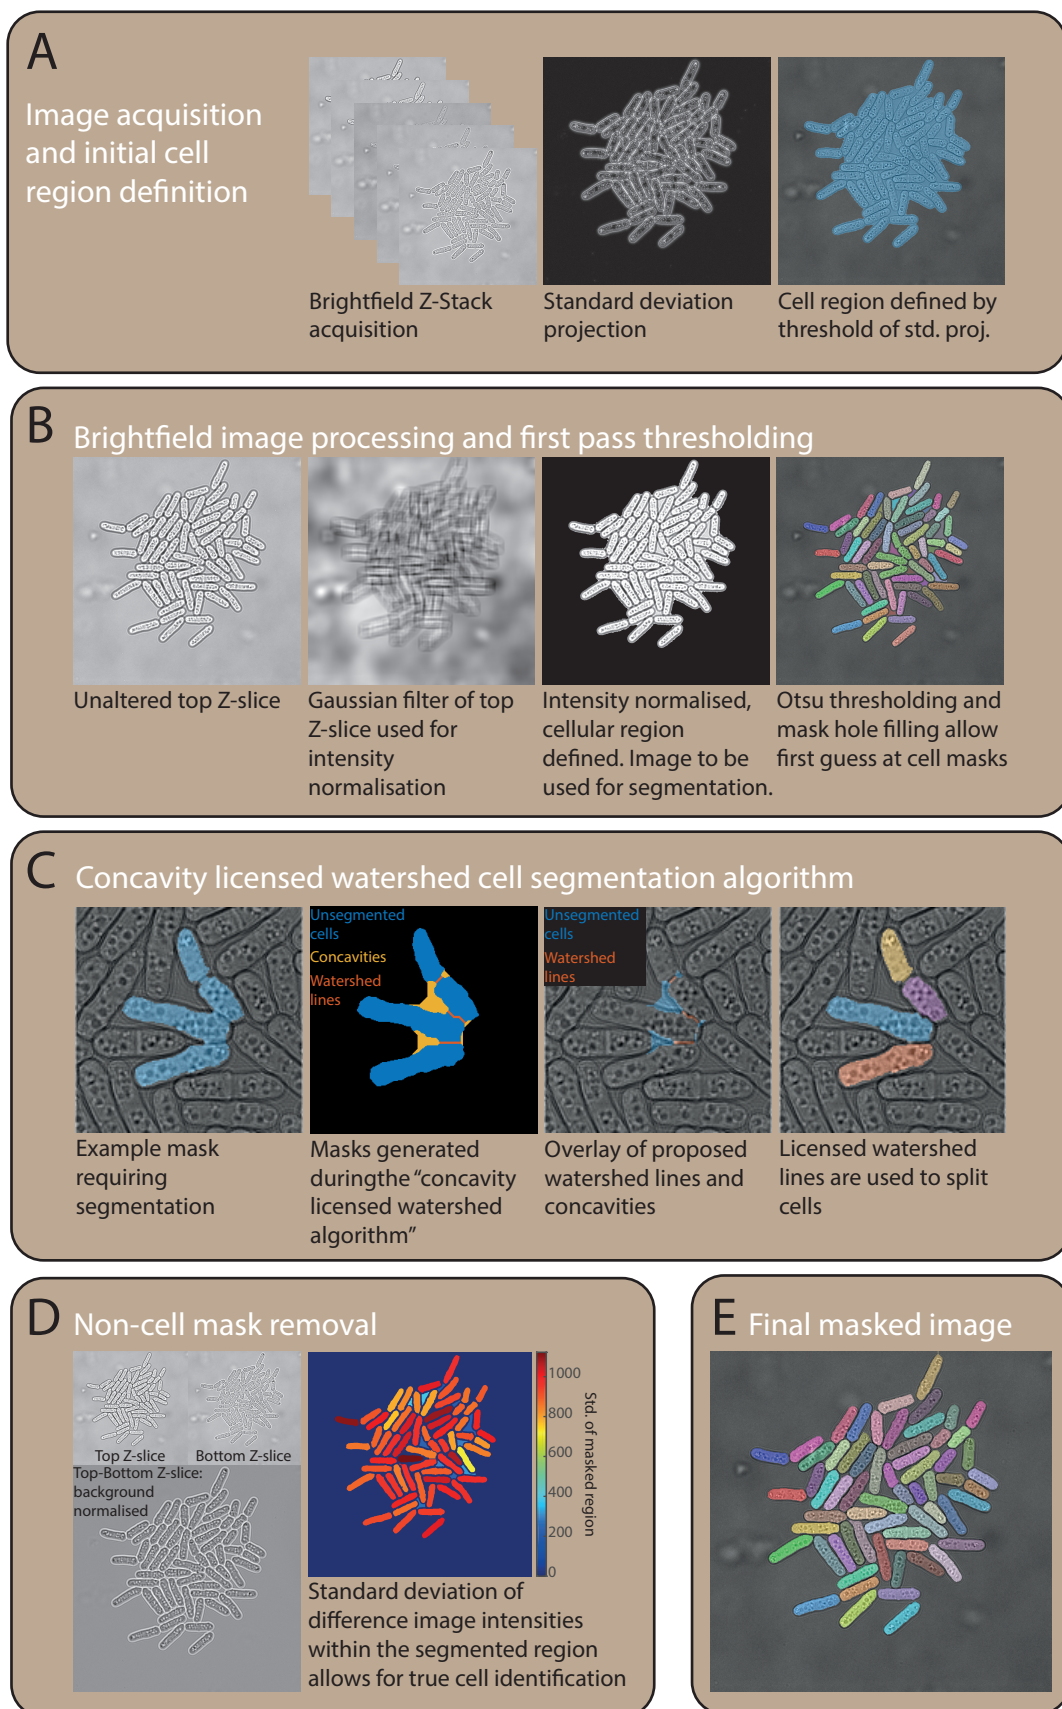 A
Image acquisition
and initial cell
region definition
Brightfield Z-Stack
acquisition
Standard deviation
projection
Cell region defined by
threshold of std. proj.
B
Brightfield image processing and first pass thresholding
Unaltered top Z-slice
Gaussian filter of top
Z-slice used for
intensity
normalisation
Intensity normalised,
cellular region
defined. Image to be
used for segmentation.
Otsu thresholding and
mask hole filling allow
first guess at cell masks
C
Concavity licensed watershed cell segmentation algorithm
Unsegmented
cells
Concavities
Watershed
lines
Unsegmented
cells
Watershed
lines
Example mask
requiring
segmentation
Masks generated
duringthe “concavity
licensed watershed
algorithm”
Overlay of proposed
watershed lines and
concavities
Licensed watershed
lines are used to split
cells
D
Non-cell mask removal
Top Z-slice
Bottom Z-slice
Top-Bottom Z-slice:
background
normalised
1000
800
600
400
200
0
Std. of masked region
Standard deviation of
difference image intensities
within the segmented region
allows for true cell identification
E
Final masked image